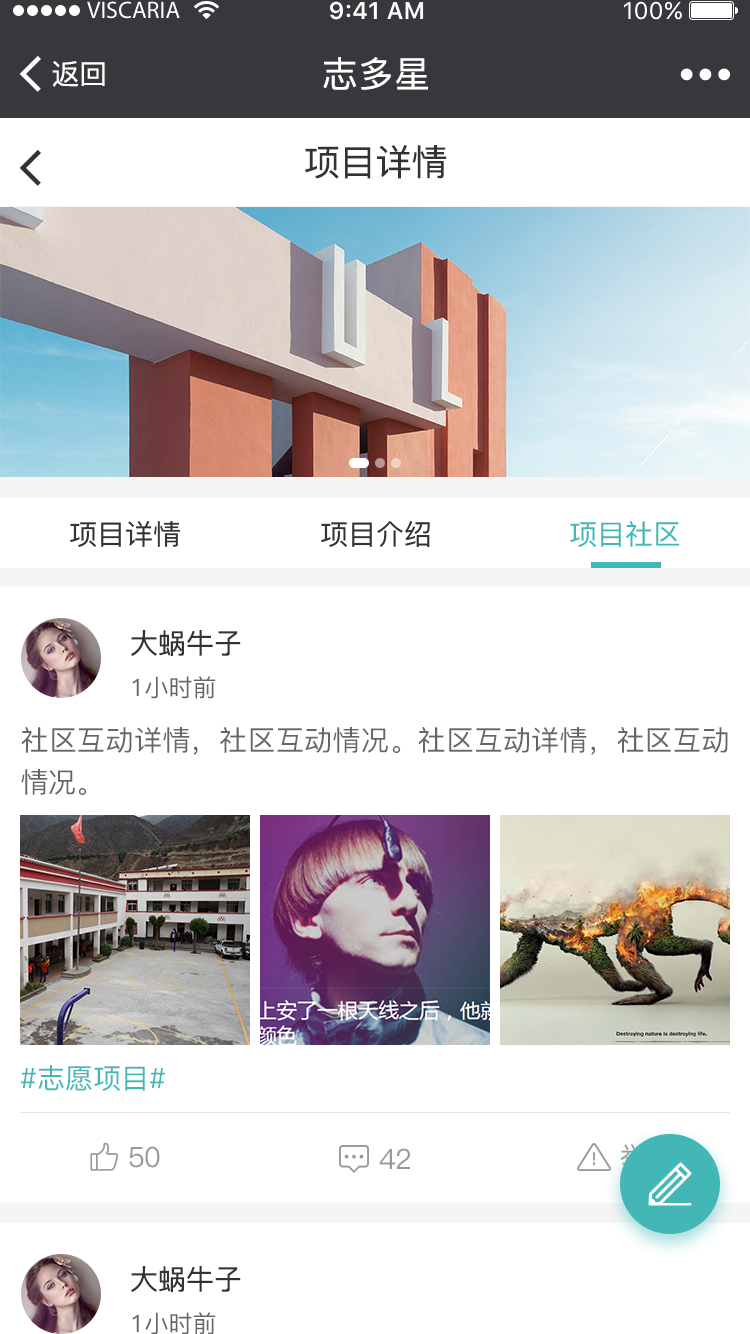 VISCARIA 9:41 AM 100%
返回 志多星
项目详情
项目详情 项目介绍 项目社区
大蜗牛子
1小时前
社区互动详情，社区互动情况。社区互动详情，社区互动
情况。
上安了一根天线之后，他就
颜色
Destroying nature is destroying life.
#志愿项目#
50 42
大蜗牛子
1小时前